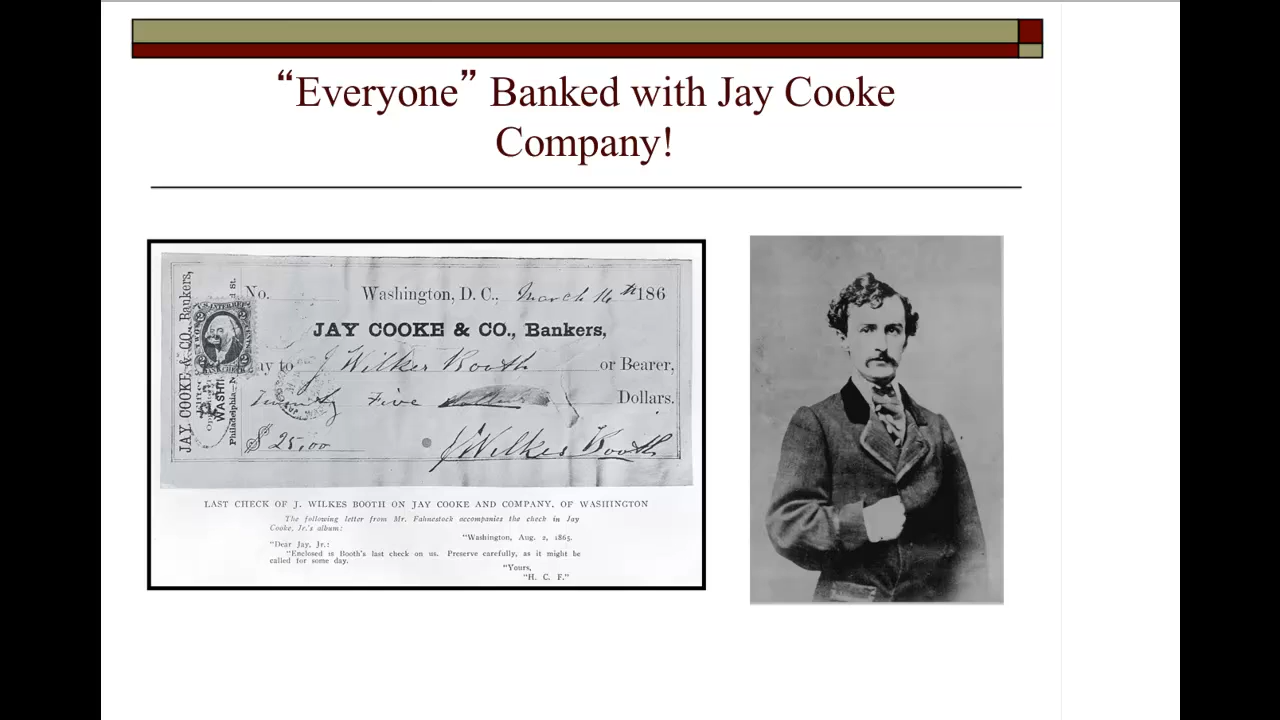 “Everyone” Banked with Jay Cooke
Company!
JAY COOKE & CO., Bankers,
WASH
Philadelphia
No. Washington, D. C., March 16th 186
JAY COOKE & CO., Bankers,
ay to J Wilkes Booth or Bearer,
Twenty Five Dollars.
$25,00 J Wilkes Booth
LAST CHECK OF J. WILKES BOOTH ON JAY COOKE AND COMPANY, OF WASHINGTON
The following letter from Mr. Fahnestock accompanies the check in Jay
Cooke, Jr.'s album:
"Washington, Aug. 2, 1865.
"Dear Jay, Jr.:
"Enclosed is Booth's last check on us. Preserve carefully, as it might be
called for some day.
"Yours,
"H. C. F."